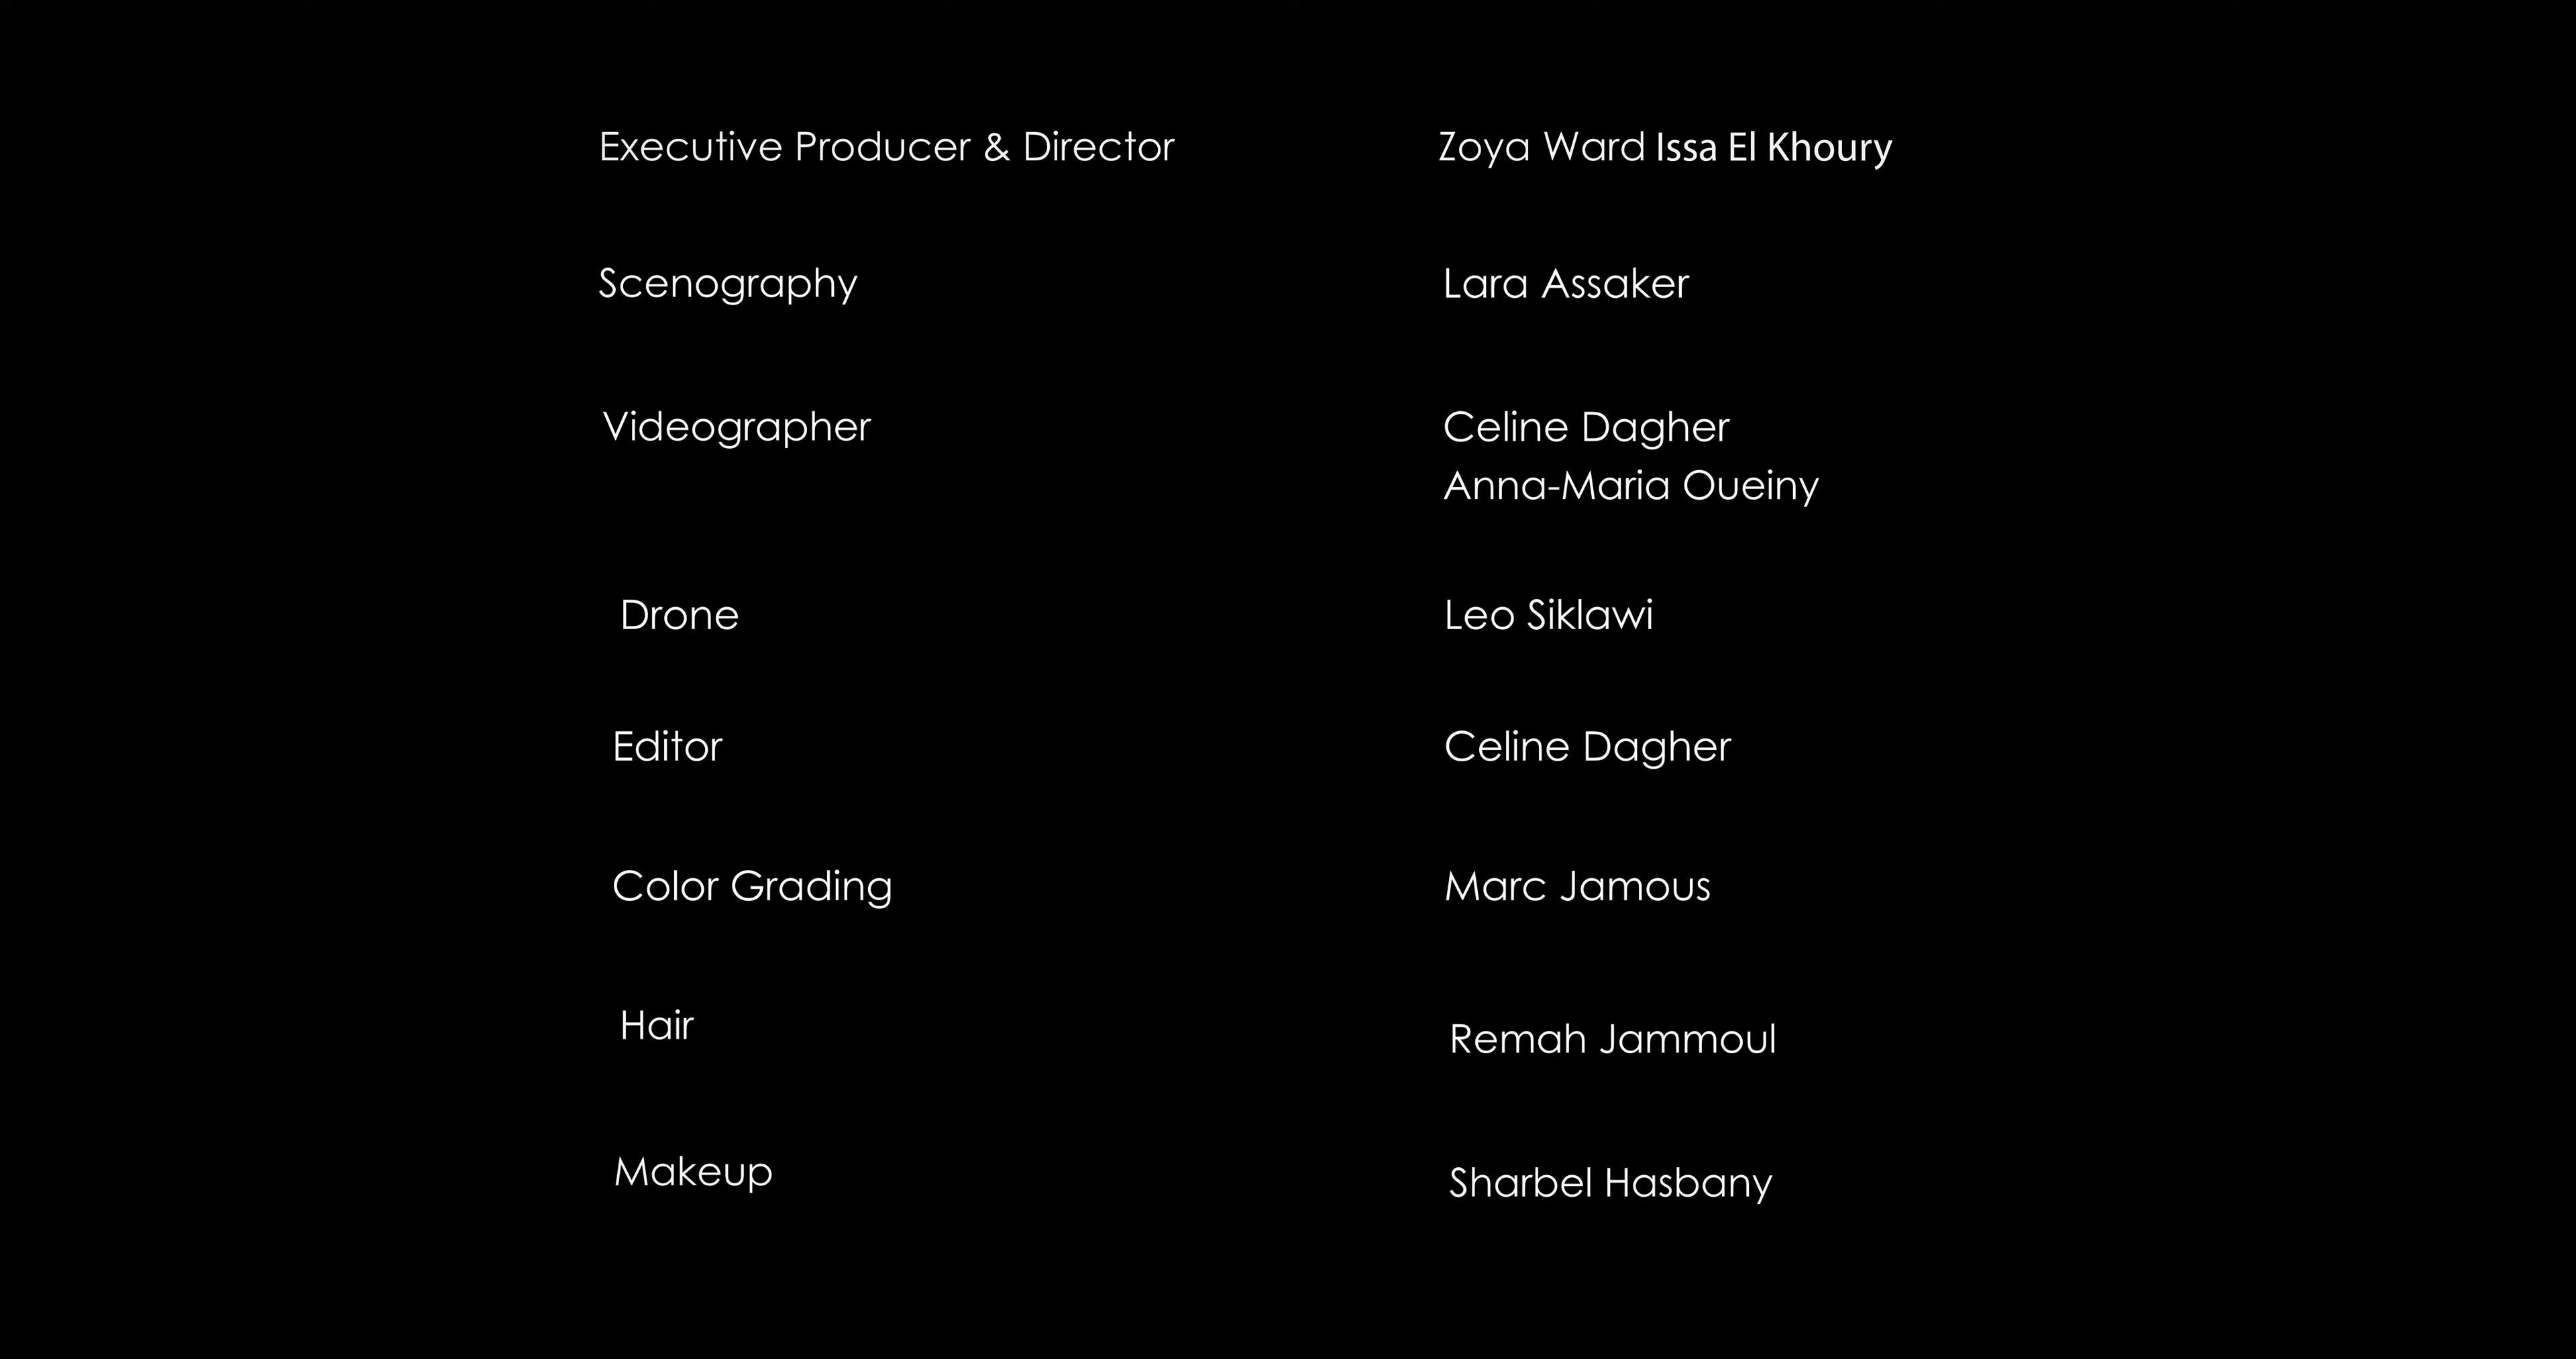 Executive Producer & Director Zoya Ward Issa El Khoury
Scenography Lara Assaker
Videographer Celine Dagher
Anna-Maria Oueiny
Drone Leo Siklawi
Editor Celine Dagher
Color Grading Marc Jamous
Hair Remah Jammoul
Makeup Sharbel Hasbany